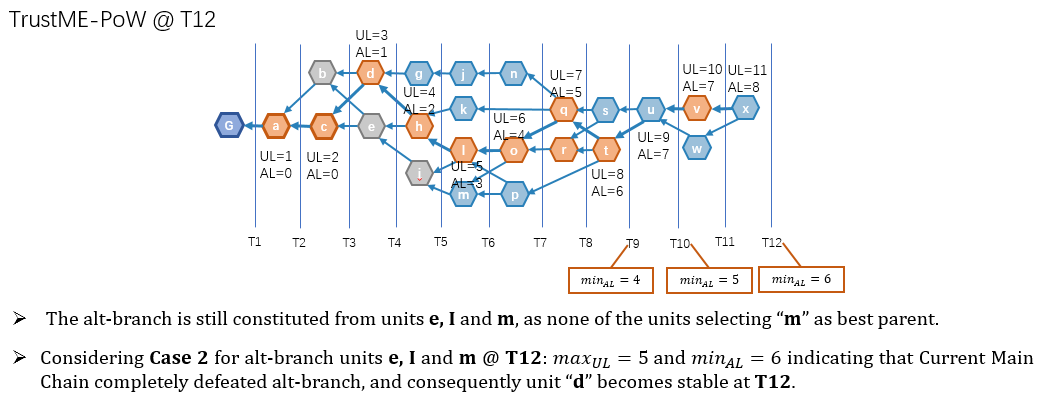 TrustME-PoW @ T12
UL=3
AL=1
b
d
g
j
n
UL=7
AL=5
UL=10
AL=7
UL=11
AL=8
UL=4
AL=2
k
q
s
u
v
x
G
a
c
e
h
UL=6
AL=4
UL=9
AL=7
l
o
r
t
w
UL=1
AL=0
UL=2
AL=0
i
UL=5
AL=3
m
p
UL=8
AL=6
T1
T2
T3
T4
T5
T6
T7
T8
T9
T10
T11
T12
min_AL = 4
min_AL = 5
min_AL = 6
➢ The alt-branch is still constituted from units e, I and m, as none of the units selecting “m” as best parent.
➢ Considering Case 2 for alt-branch units e, I and m @ T12: max_UL = 5 and min_AL = 6 indicating that Current Main
Chain completely defeated alt-branch, and consequently unit “d” becomes stable at T12.